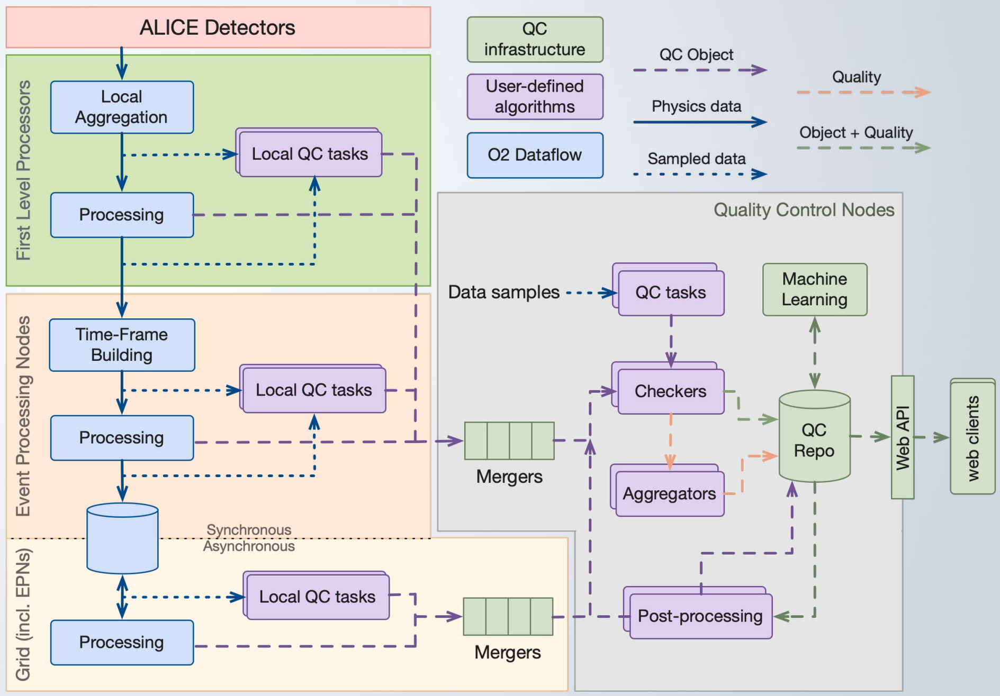 ALICE Detectors
First Level Processors
Local
Aggregation
Local QC tasks
Processing
QC
infrastructure
User-defined
algorithms
O2 Dataflow
QC Object
Physics data
Sampled data
Quality
Object + Quality
Event Processing Nodes
Time-Frame
Building
Local QC tasks
Processing
Synchronous
Asynchronous
Grid (incl. EPNs)
Local QC tasks
Processing
Mergers
Quality Control Nodes
Data samples
QC tasks
Machine
Learning
Checkers
Mergers
Aggregators
QC
Repo
Web API
web clients
Post-processing